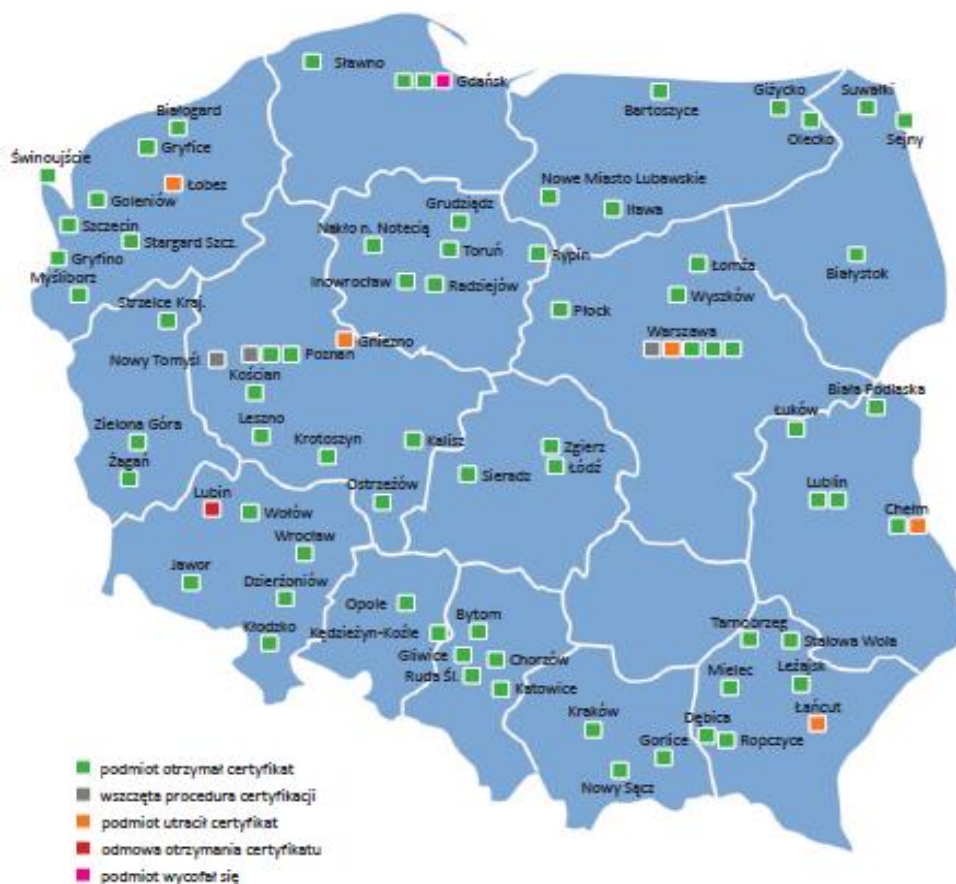 Sławno
Gdańsk
Bartoszyce
Giżycko
Suwałki
Olecko
Sejny
Białogard
Gryfice
Świnoujście
Łobez
Goleniów
Szczecin
Stargard Szcz.
Gryfino
Myślibórz
Nowe Miasto Lubawskie
Iława
Grudziądz
Nakło n. Notecią
Toruń
Rypin
Inowrocław
Radziejów
Łomża
Białystok
Wyszków
Płock
Strzelce Kraj.
Warszawa
Gniezno
Nowy Tomyśl
Poznan
Kościan
Biała Podlaska
Łuków
Leszno
Zielona Góra
Krotoszyn
Kalisz
Zgierz
Łódź
Sieradz
Żagań
Lubin
Ostrzeżów
Lublin
Wołów
Chełm
Wrocław
Jawor
Dzierżoniów
Opole
Bytom
Kłodzko
Kędzieżyn-Koźle
Tarnobrzeg
Stalowa Wola
Gliwice
Chorzów
Ruda Śl.
Katowice
Mielec
Leżajsk
Kraków
Dębica
Łańcut
Gorlice
Ropczyce
Nowy Sącz
podmiot otrzymał certyfikat
wszczęta procedura certyfikacji
podmiot utracił certyfikat
odmowa otrzymania certyfikatu
podmiot wycofał się